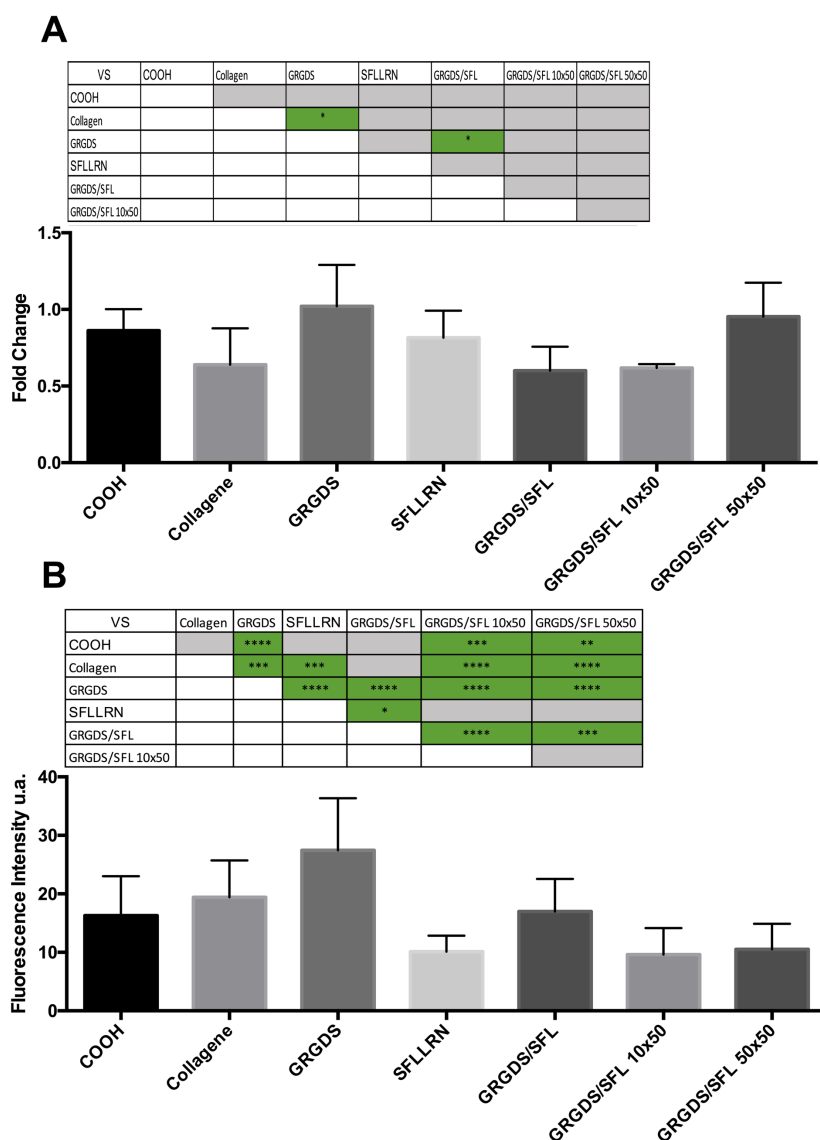 A
VS COOH Collagen GRGDS SFLLRN GRGDS/SFL GRGDS/SFL 10x50 GRGDS/SFL 50x50
COOH
Collagen *
GRGDS *
SFLLRN
GRGDS/SFL
GRGDS/SFL 10x50
Fold Change
1.5
1.0
0.5
0.0
COOH Collagene GRGDS SFLLRN GRGDS/SFL GRGDS/SFL 10x50 GRGDS/SFL 50x50
B
VS Collagen GRGDS SFLLRN GRGDS/SFL GRGDS/SFL 10x50 GRGDS/SFL 50x50
COOH **** *** **
Collagen *** *** **** ****
GRGDS **** **** **** ****
SFLLRN *
GRGDS/SFL **** ***
GRGDS/SFL 10x50
Fluorescence Intensity u.a.
40
30
20
10
0
COOH Collagene GRGDS SFLLRN GRGDS/SFL GRGDS/SFL 10x50 GRGDS/SFL 50x50